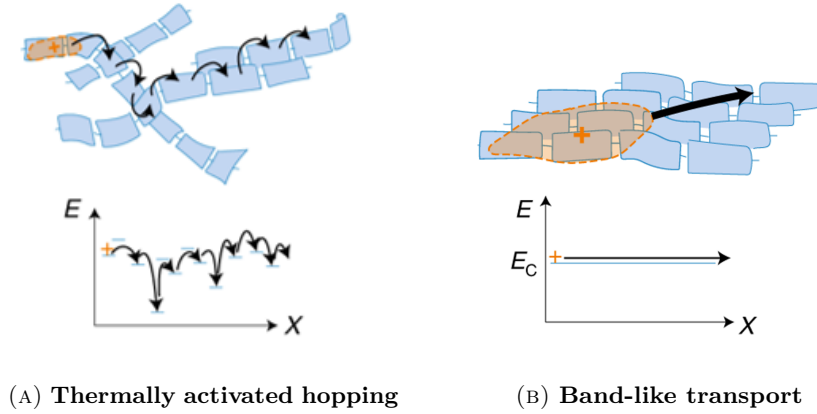 +
E
+
X
(A) Thermally activated hopping
+
E
E_C
+
X
(B) Band-like transport